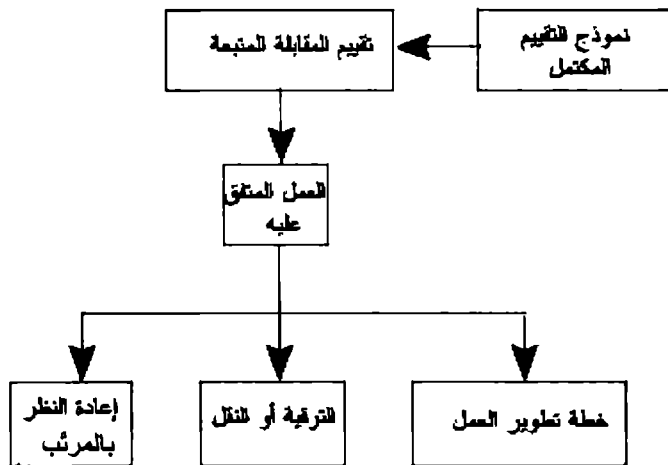 نموذج التقييم
المكتمل
تقييم المقابلة المتبعة
العمل المتفق
عليه
خطة تطوير العمل
الترقية أو النقل
إعادة النظر
بالمرتب